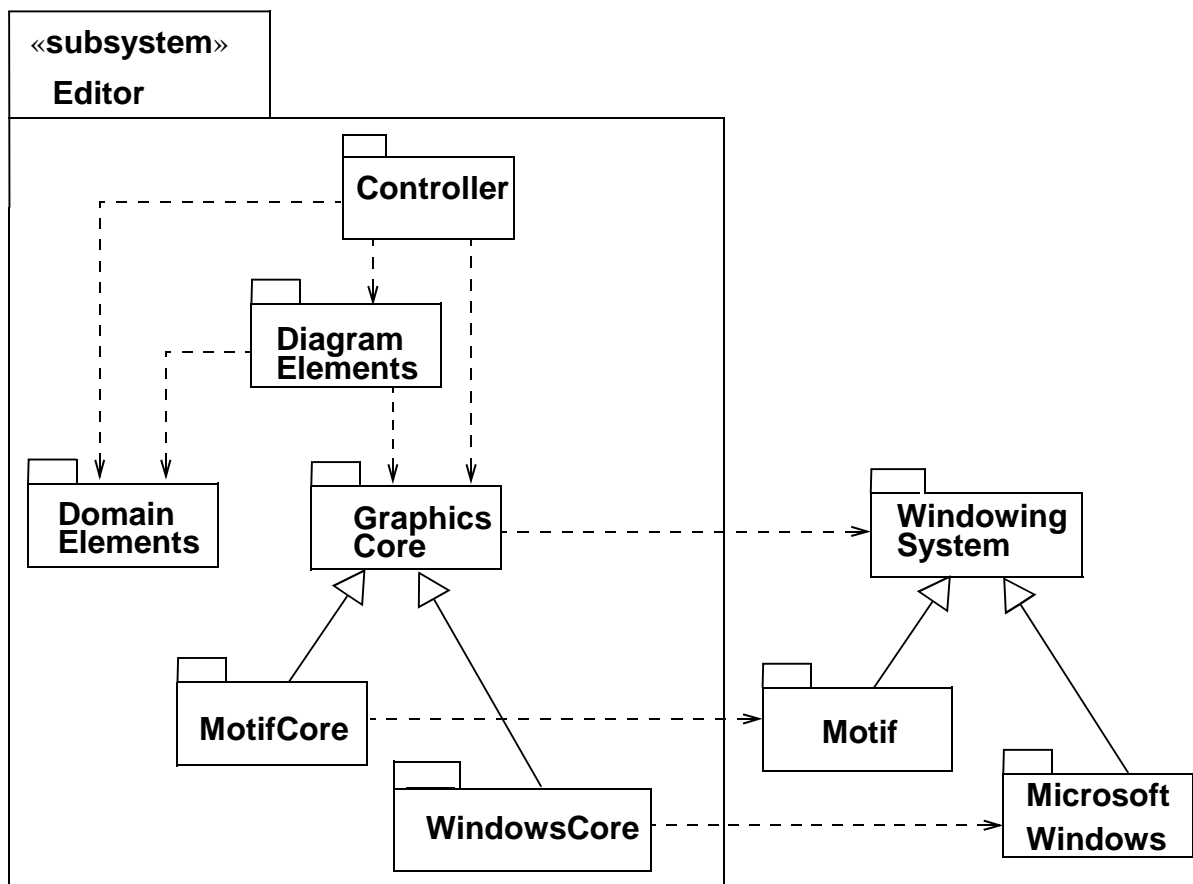 «subsystem»
Editor
Controller
Diagram
Elements
Domain
Elements
Graphics
Core
Windowing
System
MotifCore
Motif
WindowsCore
Microsoft
Windows